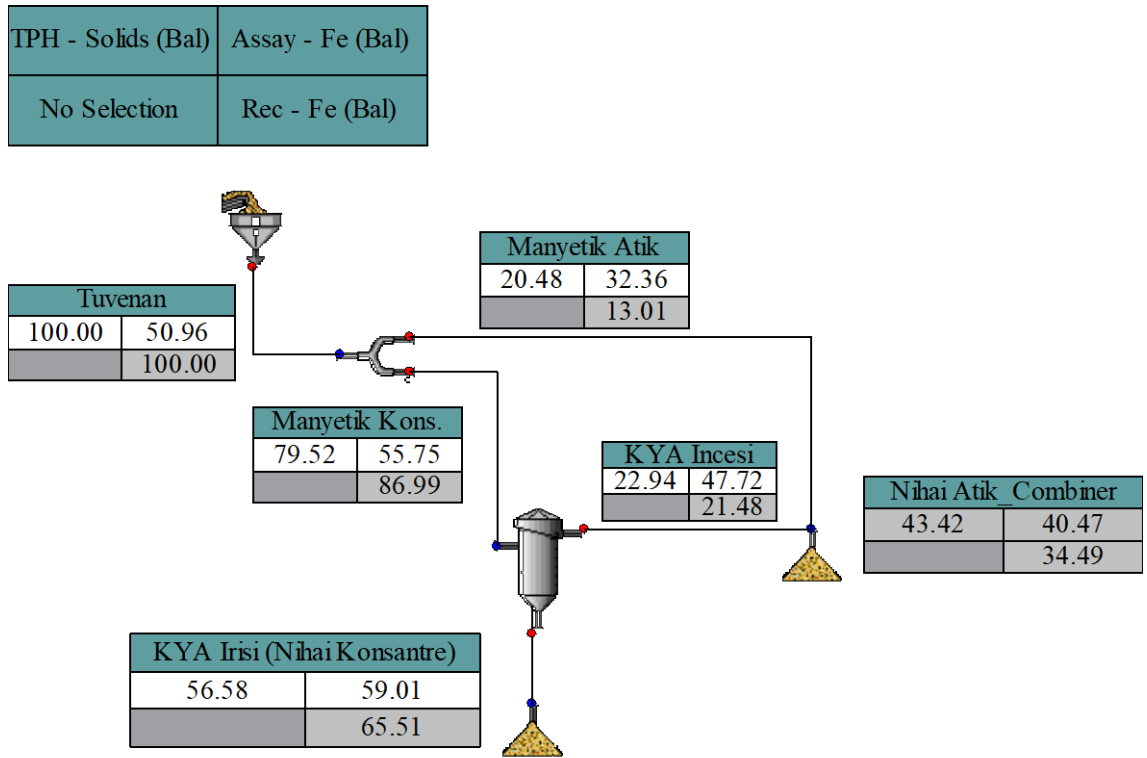 TPH - Solids (Bal) Assay - Fe (Bal)
No Selection Rec - Fe (Bal)
Manyetik Atik
20.48 32.36
13.01
Tuvenan
100.00 50.96
100.00
Manyetik Kons.
79.52 55.75
86.99
KYA Incesi
22.94 47.72
21.48
Nihai Atik_Combiner
43.42 40.47
34.49
KYA Irisi (Nihai Konsantre)
56.58 59.01
65.51